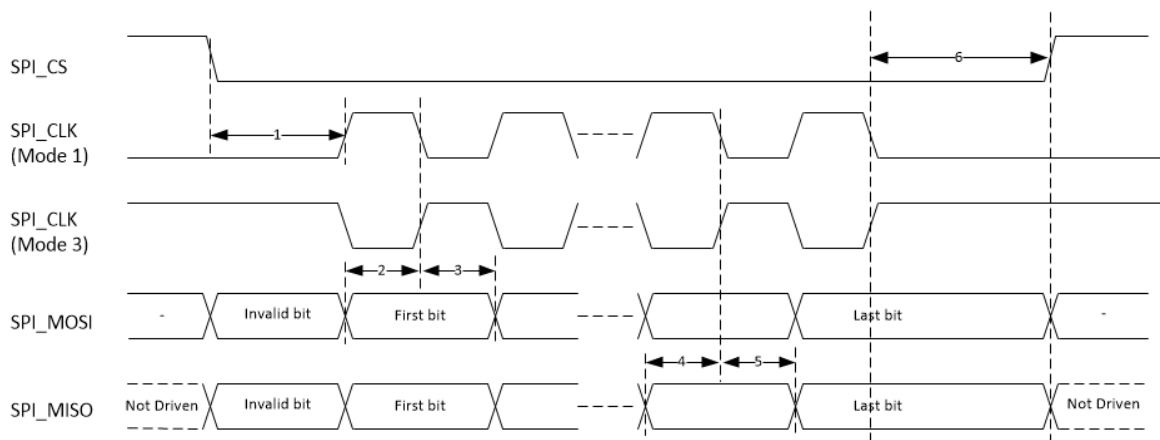 SPI_CS
6
SPI_CLK
(Mode 1)
1
SPI_CLK
(Mode 3)
2 3
SPI_MOSI - Invalid bit First bit Last bit -
4 5
SPI_MISO Not Driven Invalid bit First bit Last bit Not Driven